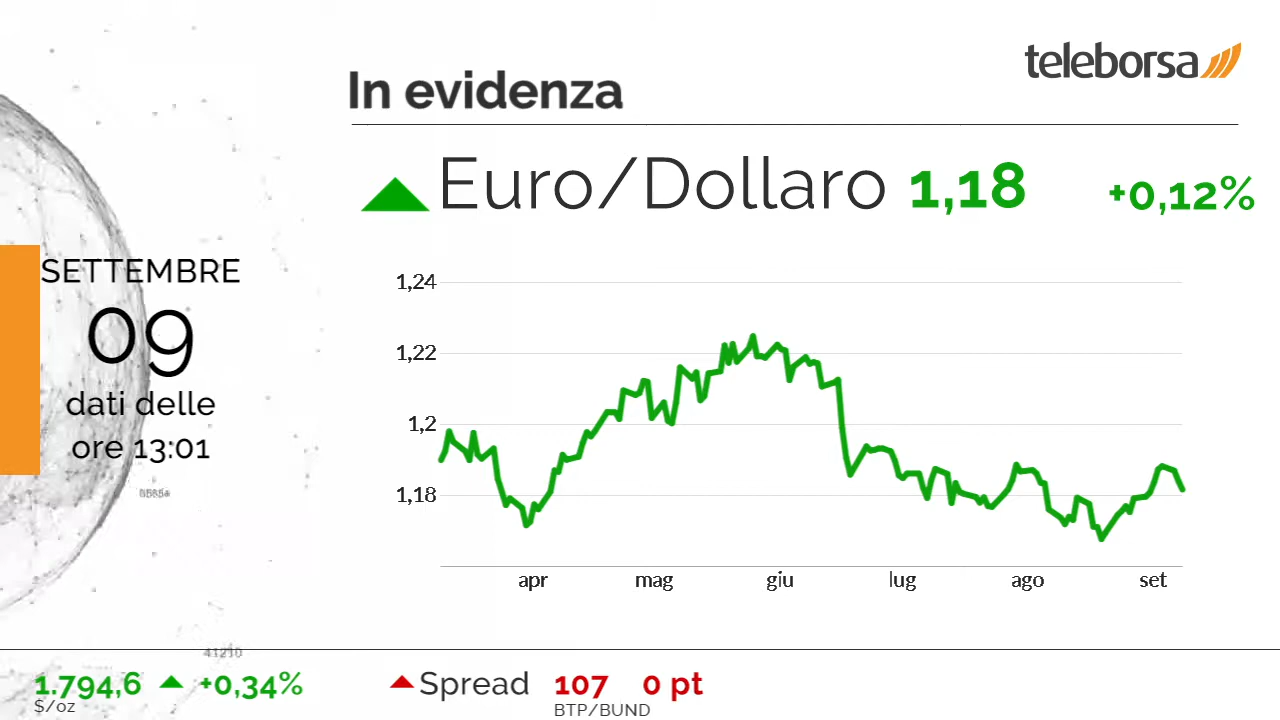 teleborsa
In evidenza
Euro/Dollaro 1,18 +0,12%
SETTEMBRE
09
dati delle
ore 13:01
1,24
1,22
1,2
1,18
apr mag giu lug ago set
41210
1.794,6 +0,34%
$/oz
Spread 107 0 pt
BTP/BUND